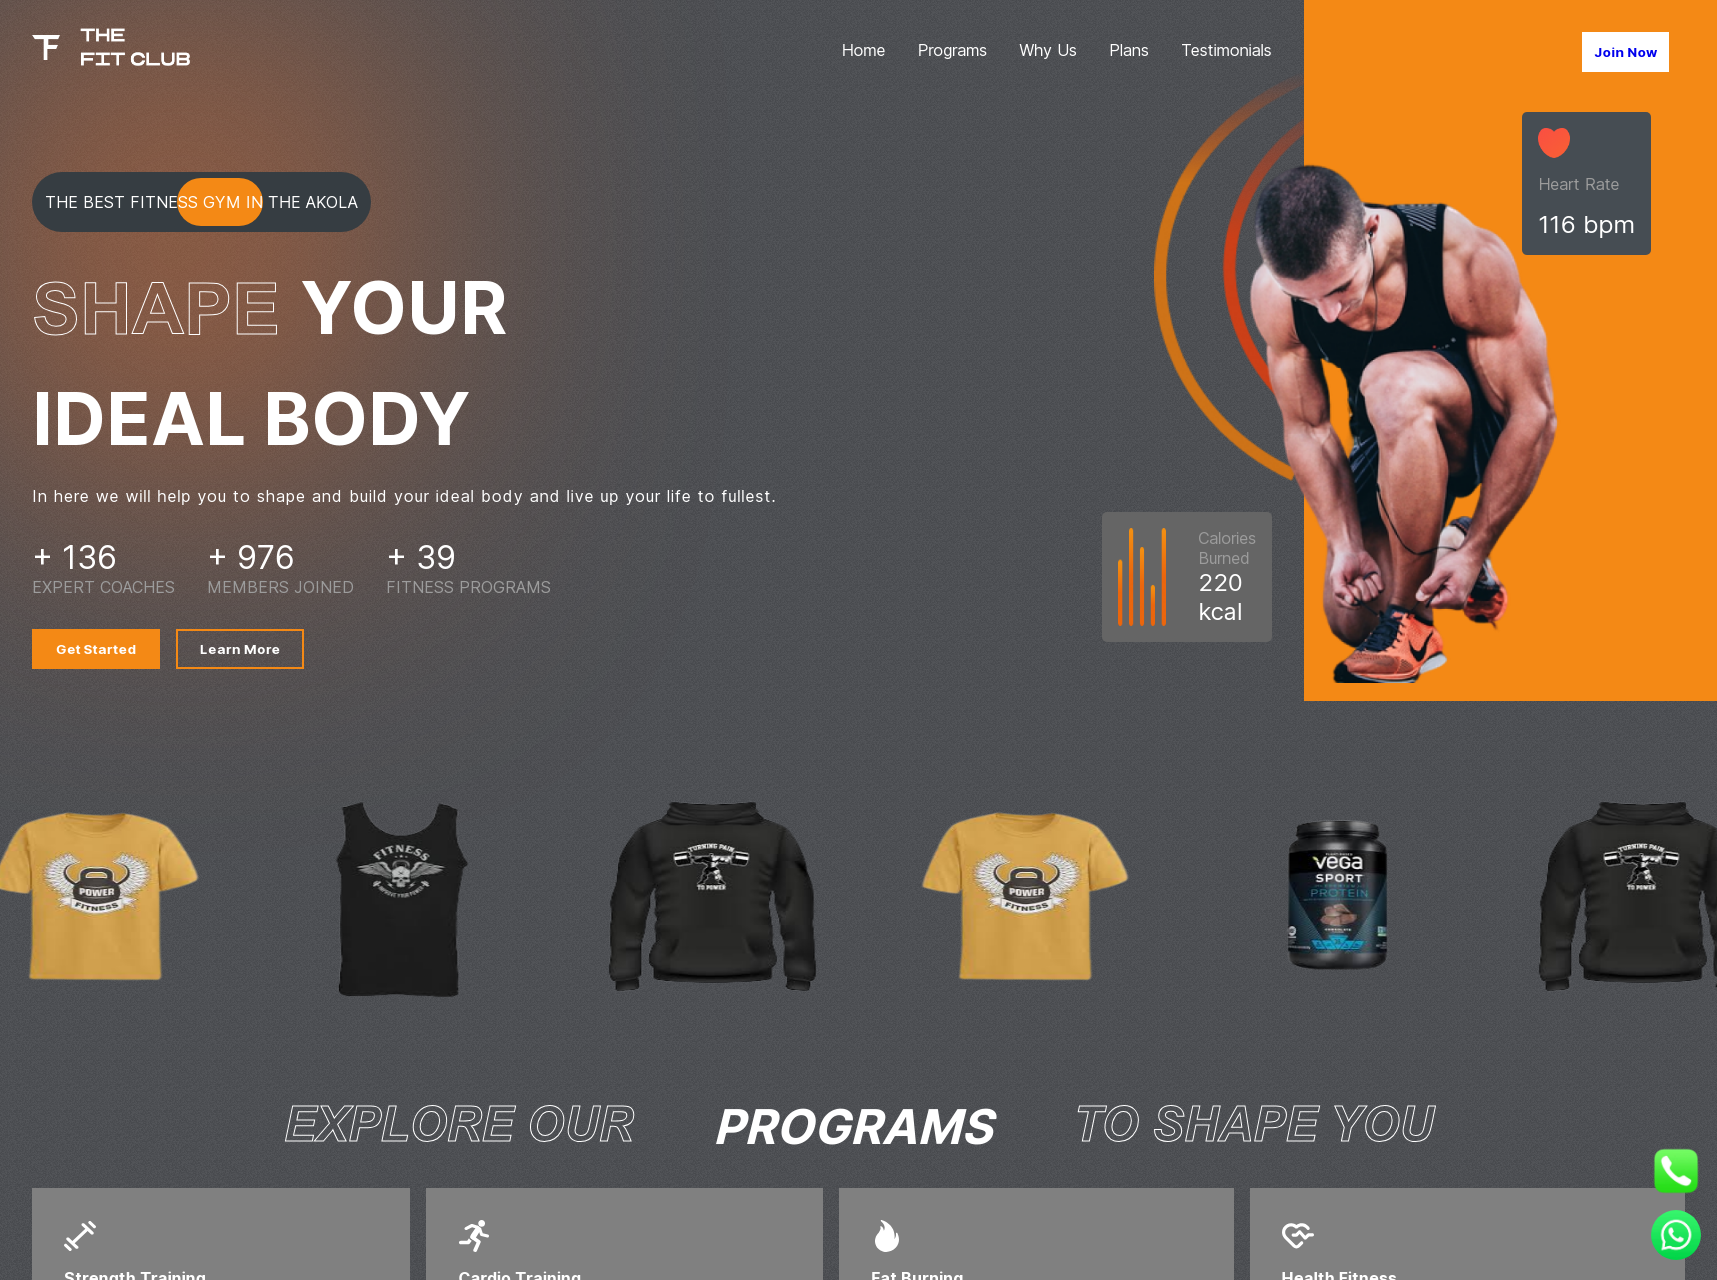 THE
FIT CLUB
Home
Programs
Why Us
Plans
Testimonials
Join Now
Heart Rate
116 bpm
THE BEST FITNESS GYM IN THE AKOLA
SHAPE YOUR
IDEAL BODY
In here we will help you to shape and build your ideal body and live up your life to fullest.
+ 136
EXPERT COACHES
+ 976
MEMBERS JOINED
+ 39
FITNESS PROGRAMS
Calories
Burned
220
kcal
Get Started
Learn More
POWER
FITNESS
FITNESS
TURNING PAIN
TO POWER
POWER
FITNESS
vega
SPORT
PROTEIN
TURNING PAIN
TO POWER
EXPLORE OUR
PROGRAMS
TO SHAPE YOU
Strength Training
Cardio Training
Fat Burning
Health Fitness